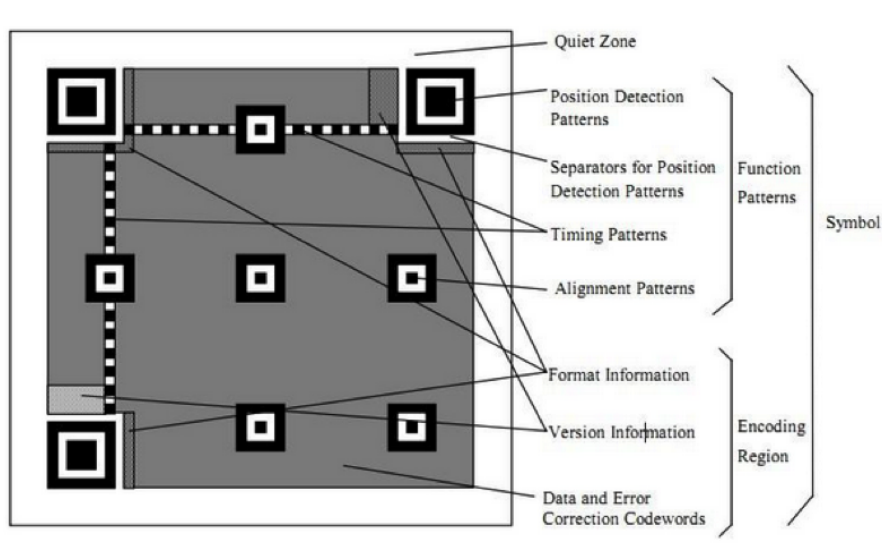 Quiet Zone
Position Detection
Patterns
Separators for Position
Detection Patterns
Function
Patterns
Symbol
Timing Patterns
Alignment Patterns
Format Information
Version Information
Encoding
Region
Data and Error
Correction Codewords